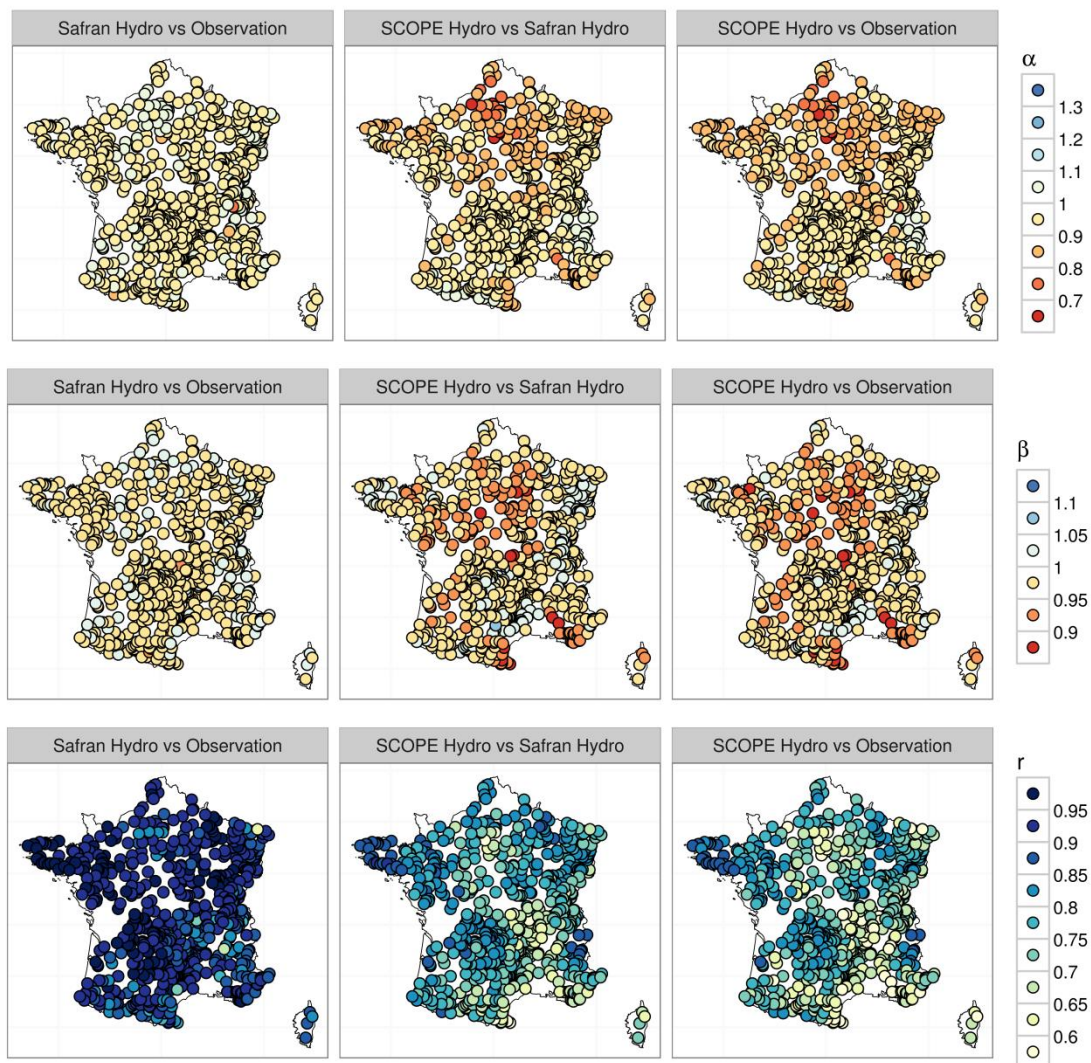 Safran Hydro vs Observation
SCOPE Hydro vs Safran Hydro
SCOPE Hydro vs Observation
α
1.3
1.2
1.1
1
0.9
0.8
0.7
Safran Hydro vs Observation
SCOPE Hydro vs Safran Hydro
SCOPE Hydro vs Observation
β
1.1
1.05
1
0.95
0.9
Safran Hydro vs Observation
SCOPE Hydro vs Safran Hydro
SCOPE Hydro vs Observation
r
0.95
0.9
0.85
0.8
0.75
0.7
0.65
0.6